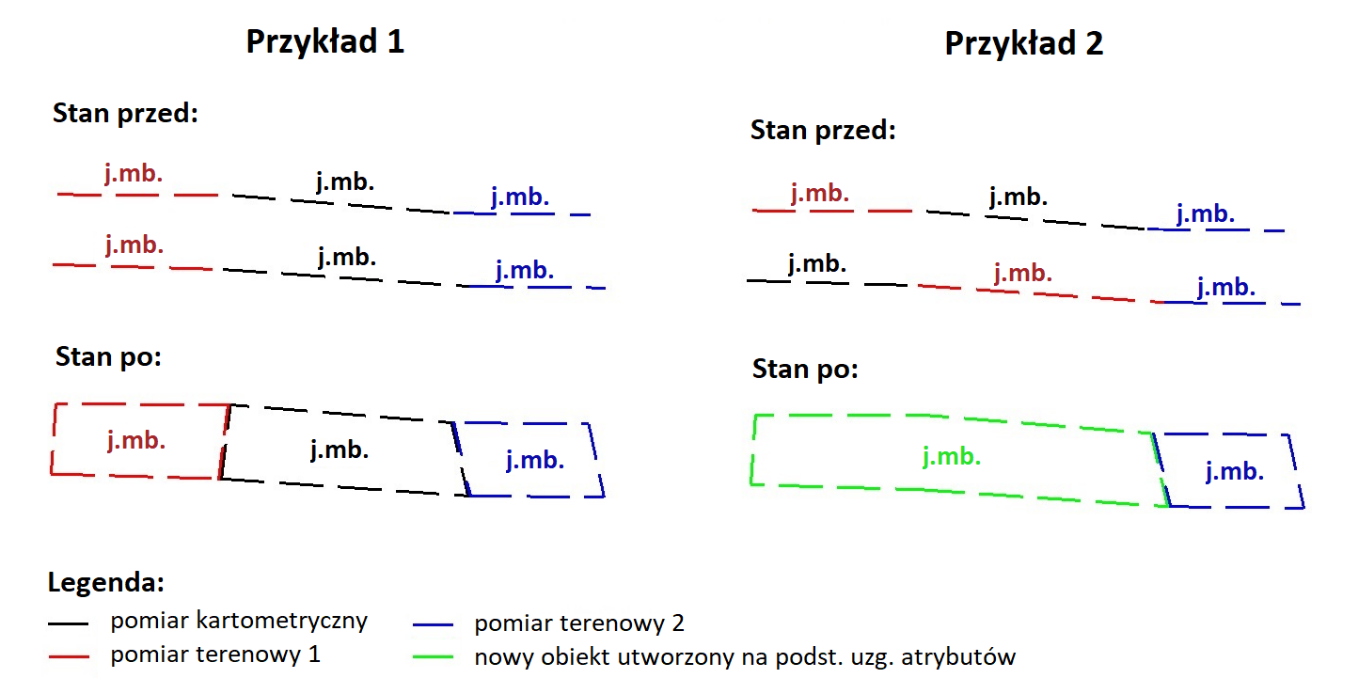 Przykład 1
Stan przed:
j.mb.
j.mb.
j.mb.
j.mb.
j.mb.
j.mb.
Stan po:
j.mb.
j.mb.
j.mb.
Przykład 2
Stan przed:
j.mb.
j.mb.
j.mb.
j.mb.
j.mb.
j.mb.
Stan po:
j.mb.
j.mb.
Legenda:
pomiar kartometryczny
pomiar terenowy 1
pomiar terenowy 2
nowy obiekt utworzony na podst. uzg. atrybutów